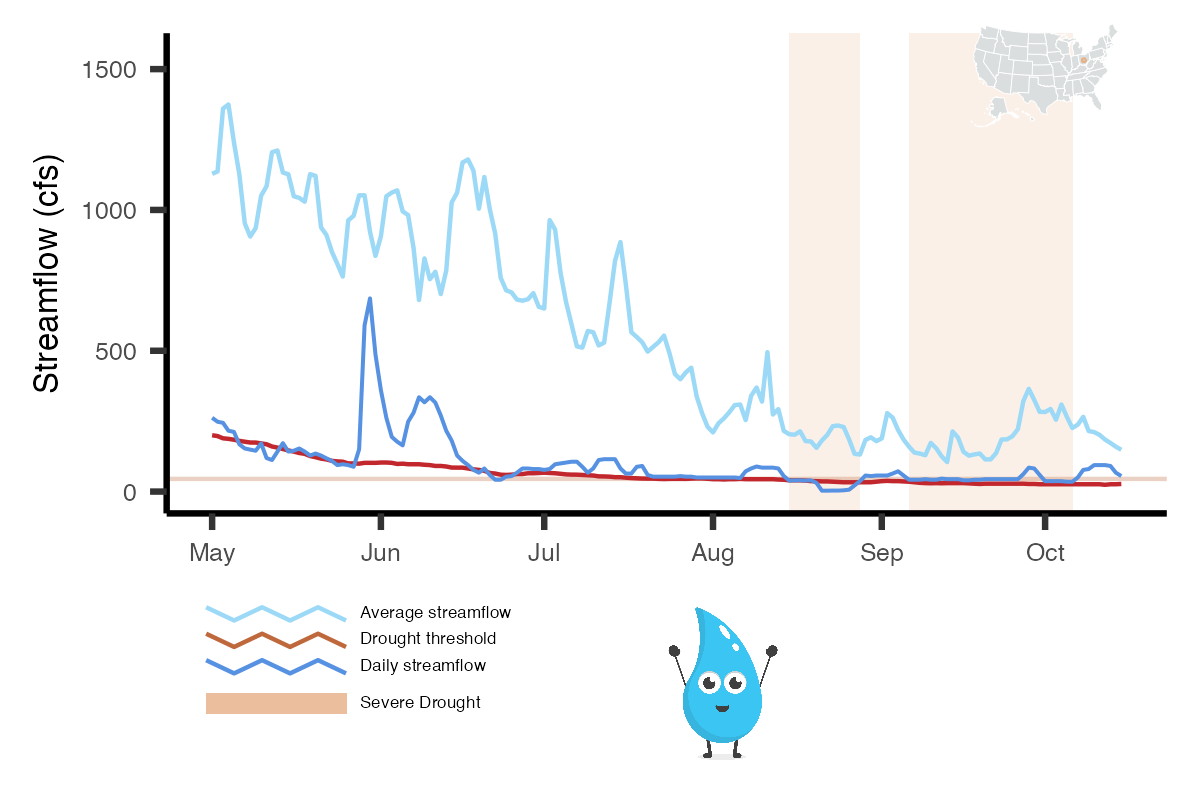 Streamflow (cfs)
1500
1000
500
0
May Jun Jul Aug Sep Oct
Average streamflow
Drought threshold
Daily streamflow
Severe Drought